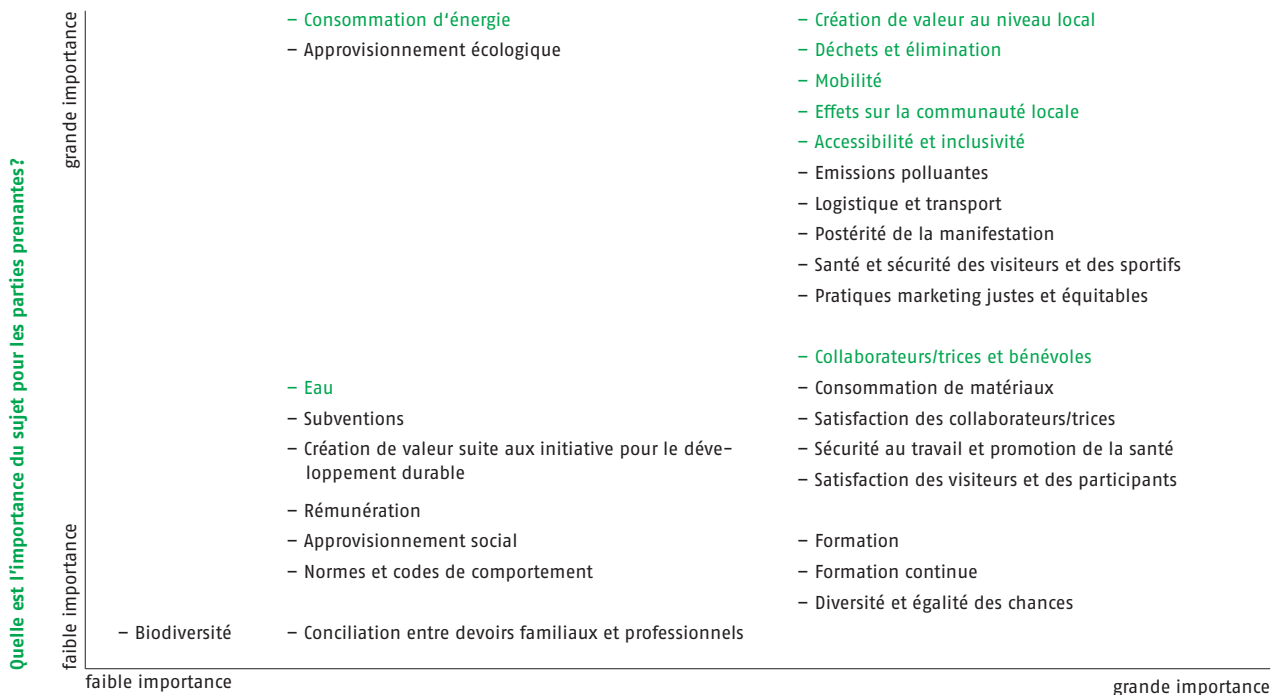 Quelle est l'importance du sujet pour les parties prenantes?
grande importance
faible importance
– Consommation d‘énergie
– Approvisionnement écologique
– Eau
– Subventions
– Création de valeur suite aux initiative pour le déve-
loppement durable
– Rémunération
– Approvisionnement social
– Normes et codes de comportement
– Biodiversité
– Conciliation entre devoirs familiaux et professionnels
– Création de valeur au niveau local
– Déchets et élimination
– Mobilité
– Effets sur la communauté locale
– Accessibilité et inclusivité
– Emissions polluantes
– Logistique et transport
– Postérité de la manifestation
– Santé et sécurité des visiteurs et des sportifs
– Pratiques marketing justes et équitables
– Collaborateurs/trices et bénévoles
– Consommation de matériaux
– Satisfaction des collaborateurs/trices
– Sécurité au travail et promotion de la santé
– Satisfaction des visiteurs et des participants
– Formation
– Formation continue
– Diversité et égalité des chances
faible importance
grande importance